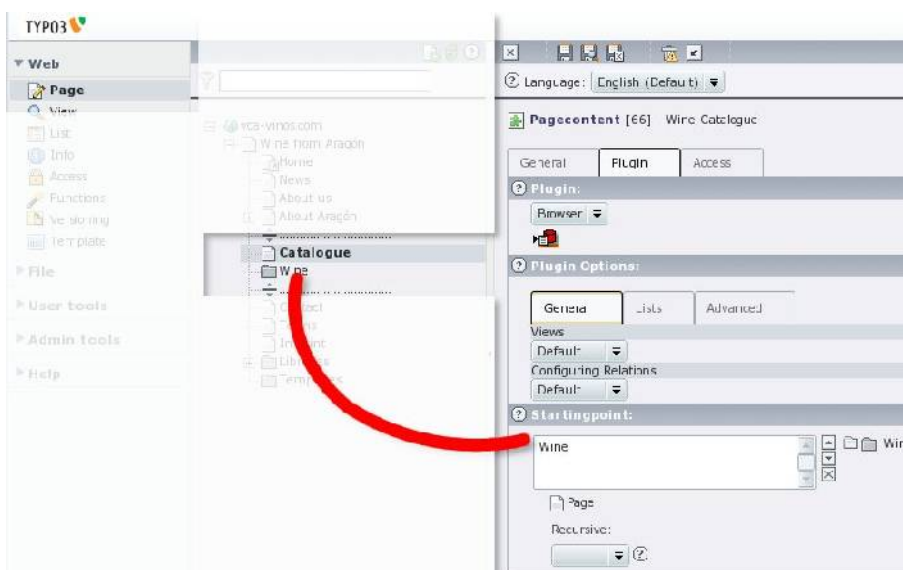 TYPO3
Web
Page
View
List
Info
Access
Functions
Versioning
Template
File
User tools
Admin tools
Help
vca-vinos.com
Wine from Aragón
Home
News
About us
About Aragón
Catalogue
Wine
Contact
Imprint
Libraries
Templates
Language: English (Default)
Pagecontent [66] Wine Catalogue
General Plugin Access
Plugin:
Browser
Plugin Options:
General Lists Advanced
Views
Default
Configuring Relations
Default
Startingpoint:
Wine
Page
Recursive: